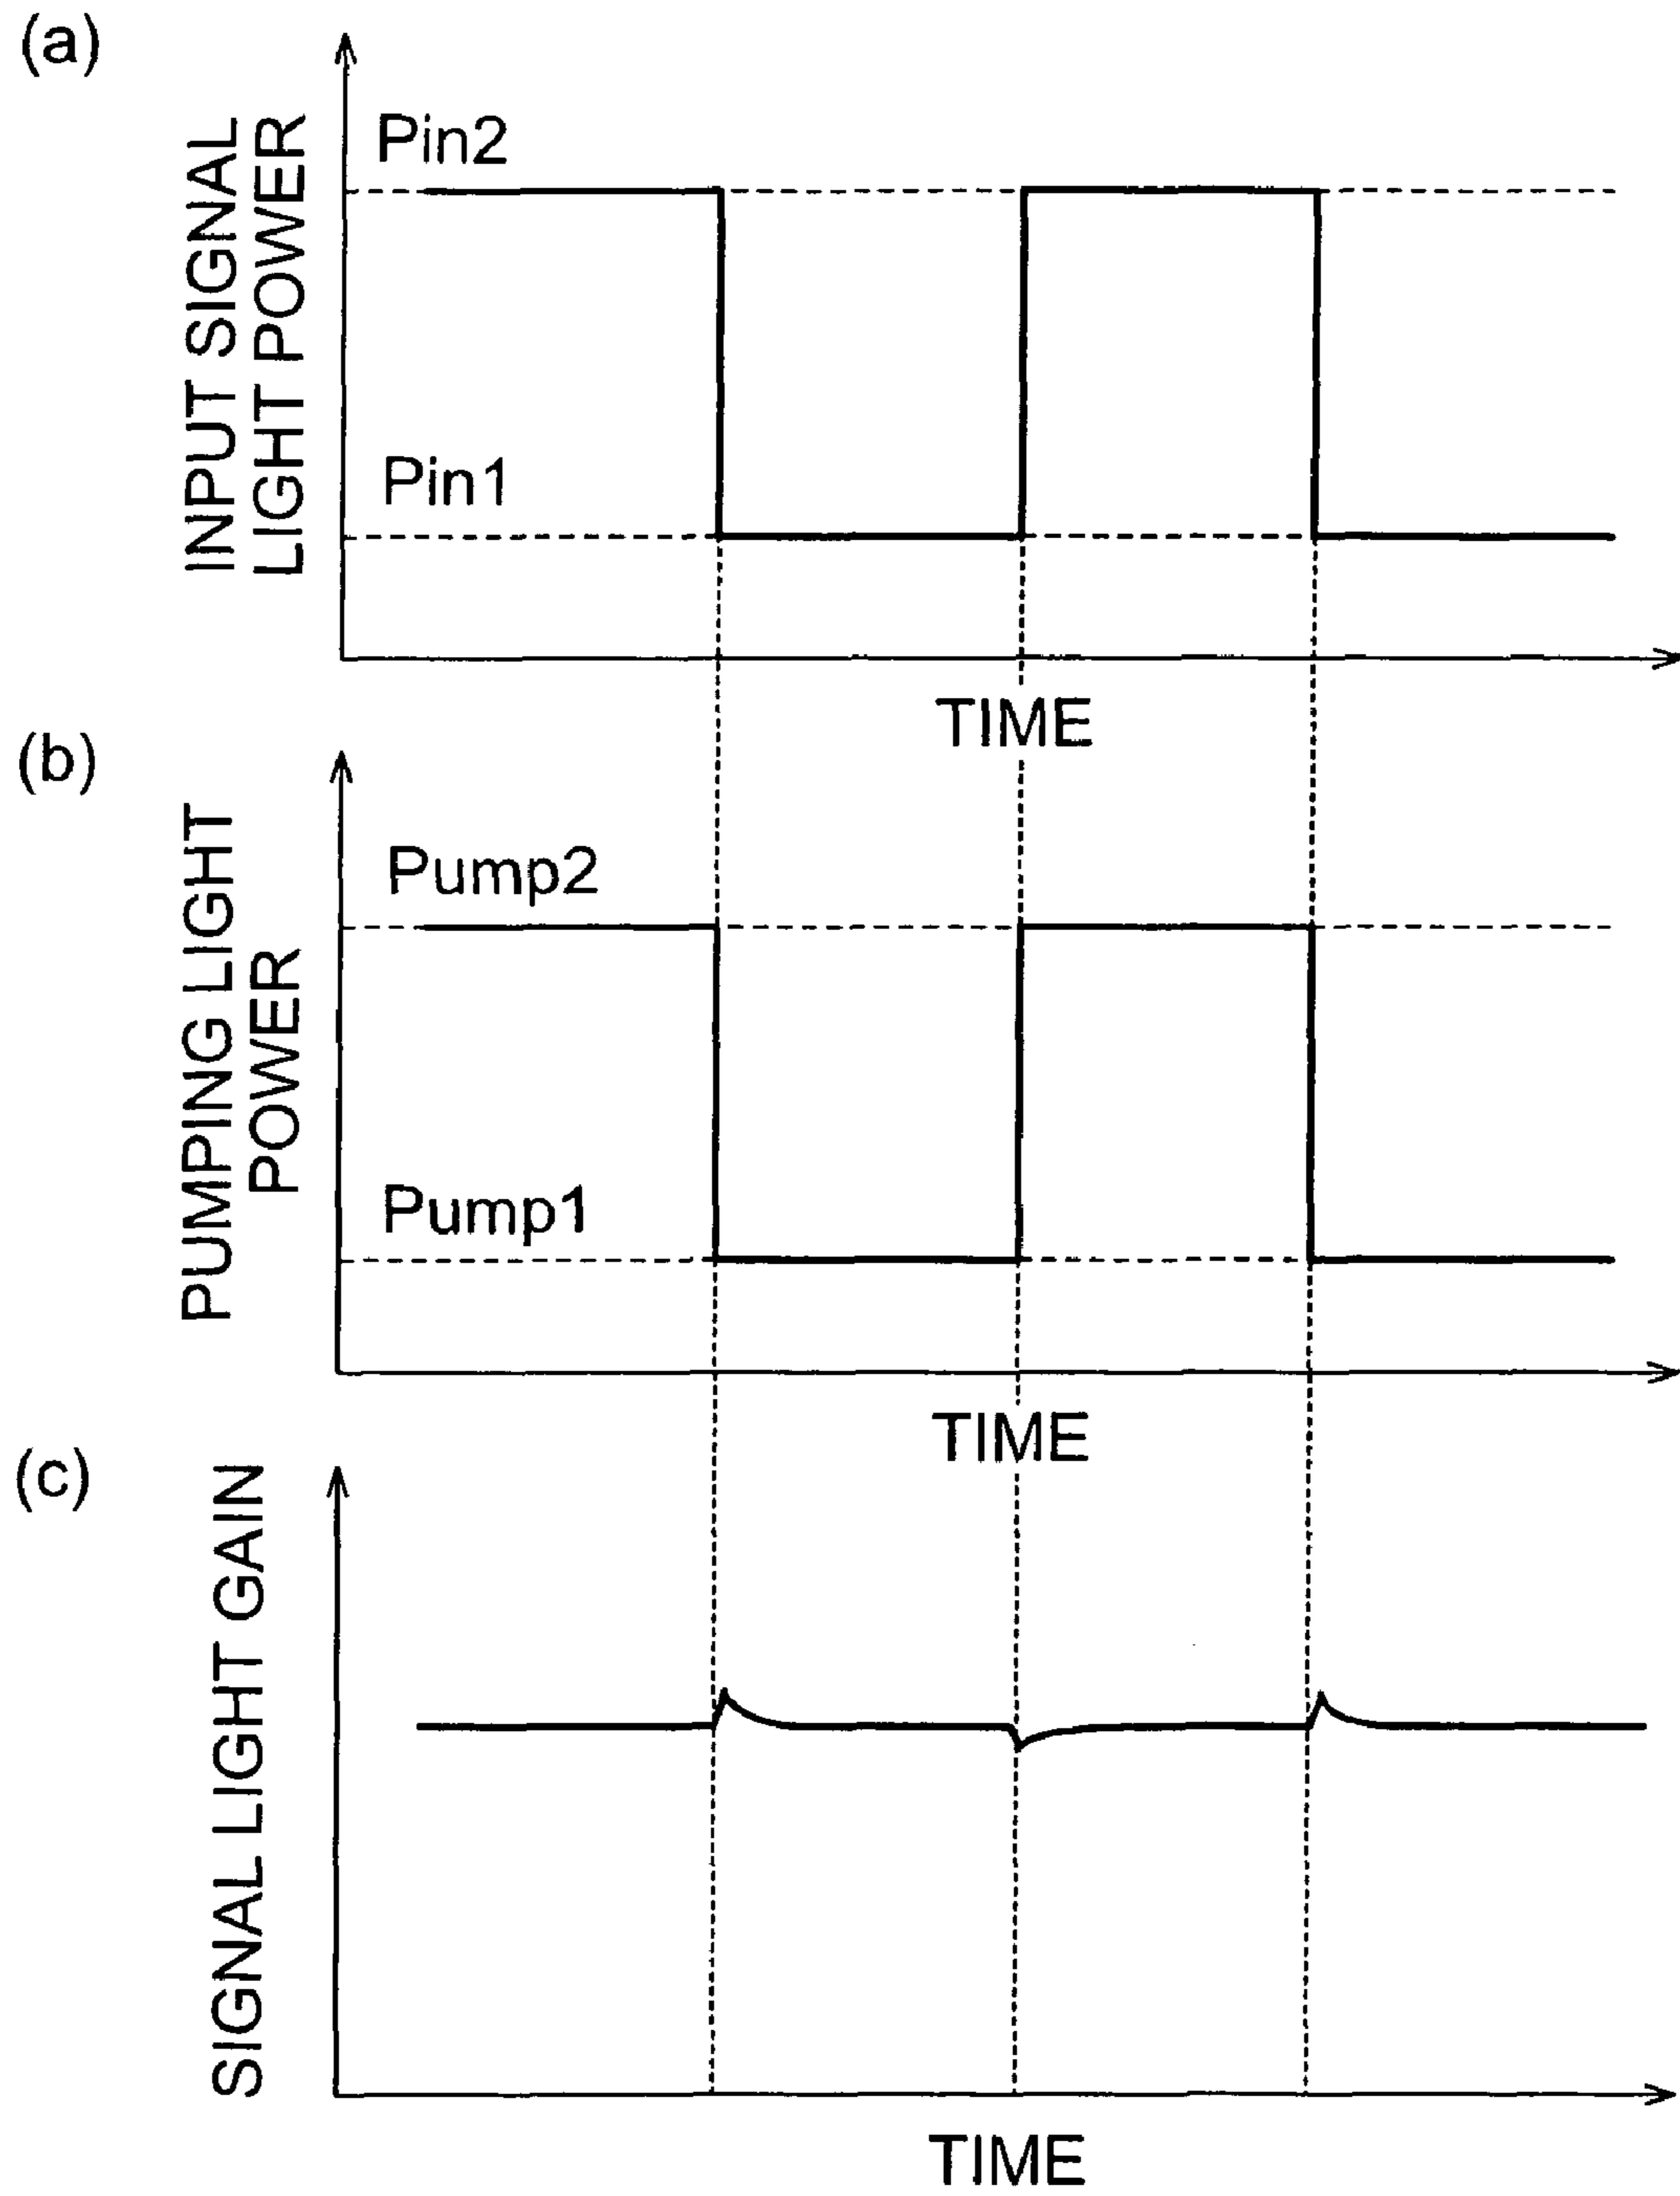 (a)
INPUT SIGNAL
LIGHT POWER
Pin2
Pin1
TIME
(b)
PUMPING LIGHT
POWER
Pump2
Pump1
TIME
(c)
SIGNAL LIGHT GAIN
TIME